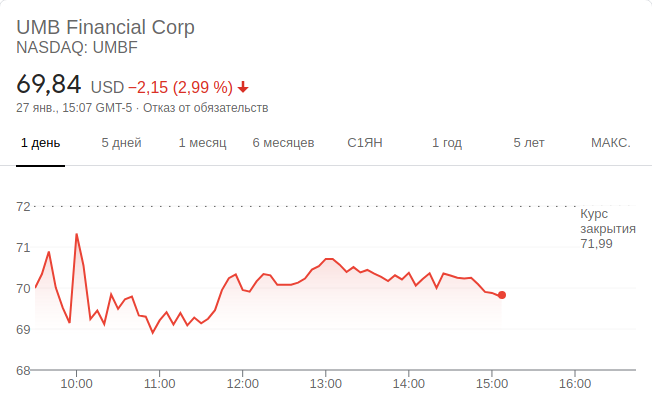 UMB Financial Corp
NASDAQ: UMBF
69,84 USD −2,15 (2,99 %)
27 янв., 15:07 GMT-5 · Отказ от обязательств
1 день 5 дней 1 месяц 6 месяцев С1ЯН 1 год 5 лет МАКС.
72
Курс
закрытия
71,99
71
70
69
68
10:00 11:00 12:00 13:00 14:00 15:00 16:00